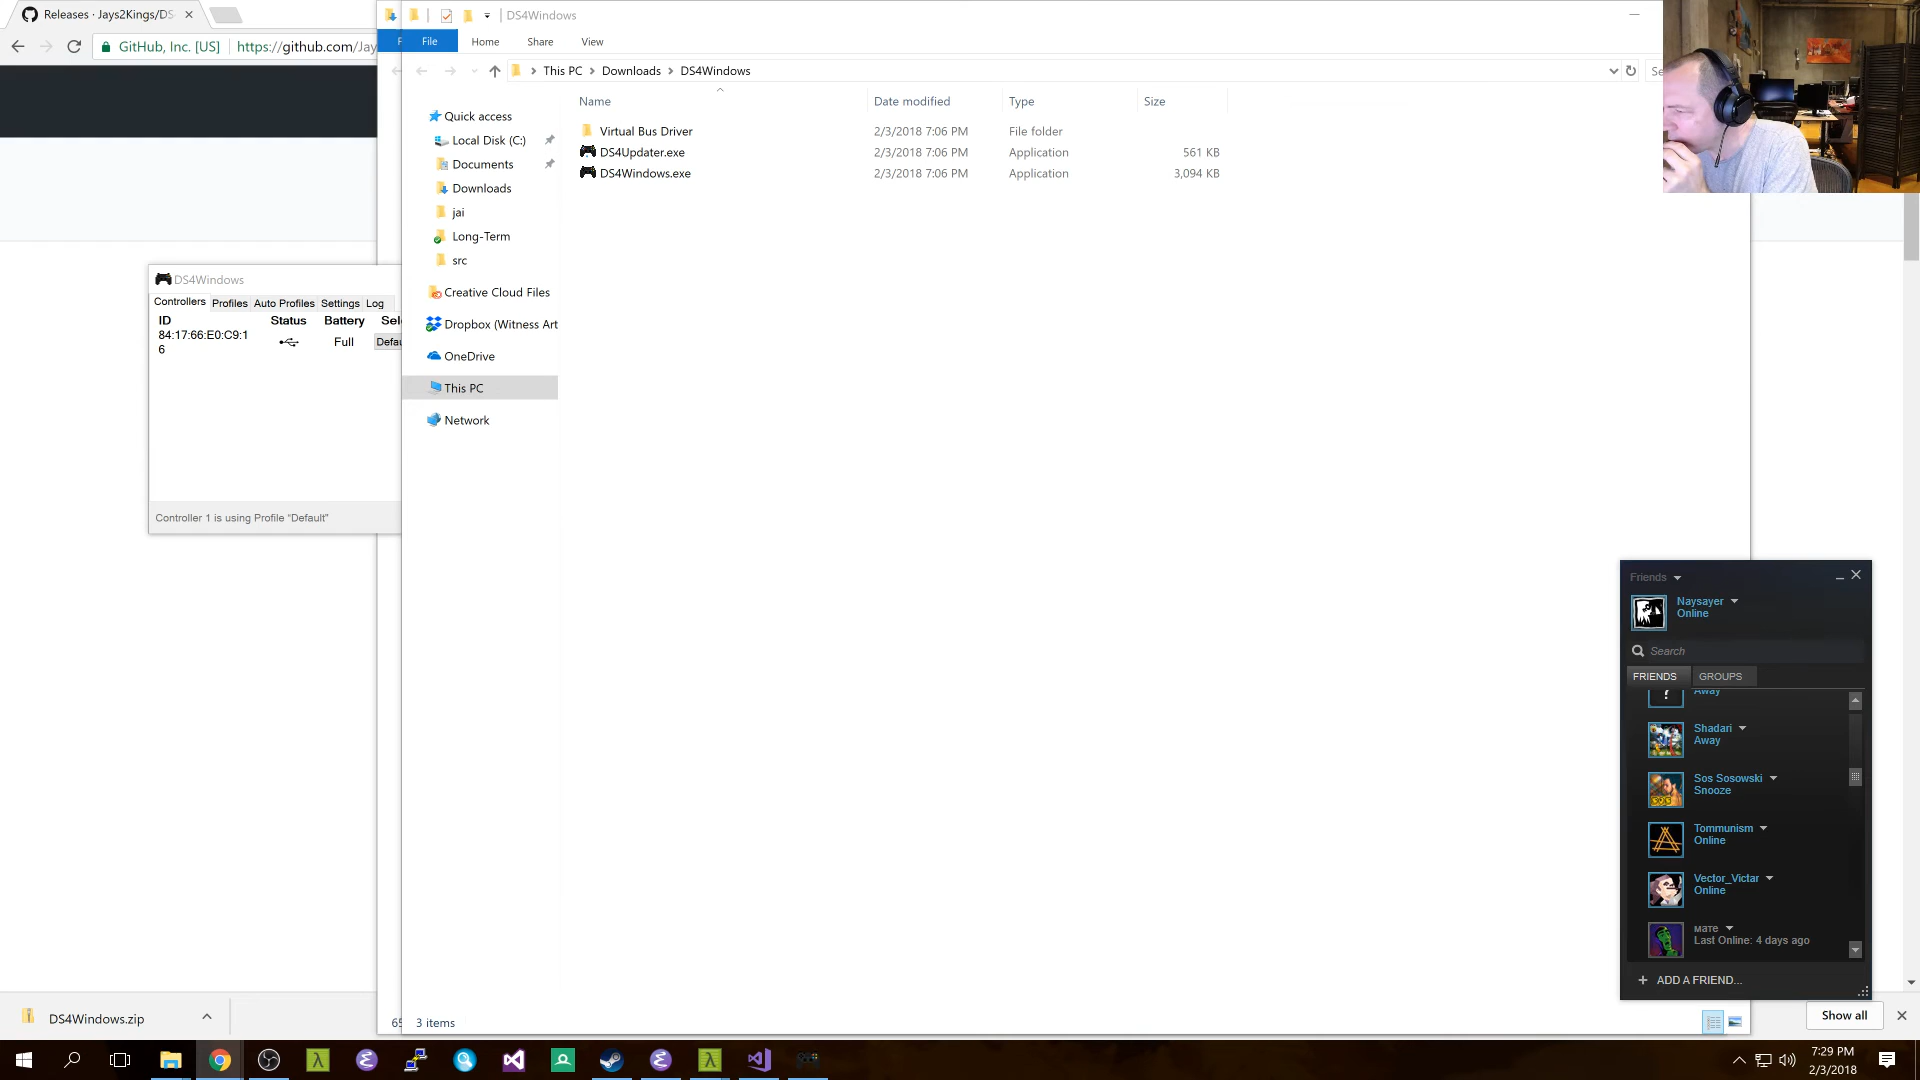 Releases · Jays2Kings/DS
GitHub, Inc. [US]
https://github.com/Jay
DS4Windows
File
Home
Share
View
This PC
Downloads
DS4Windows
Se
Name
Date modified
Type
Size
Virtual Bus Driver
2/3/2018 7:06 PM
File folder
DS4Updater.exe
2/3/2018 7:06 PM
Application
561 KB
DS4Windows.exe
2/3/2018 7:06 PM
Application
3,094 KB
Quick access
Local Disk (C:)
Documents
Downloads
jai
Long-Term
src
Creative Cloud Files
Dropbox (Witness Art
OneDrive
This PC
Network
DS4Windows
Controllers
Profiles
Auto Profiles
Settings
Log
ID
Status
Battery
Sele
84:17:66:E0:C9:1
6
Full
Defau
Controller 1 is using Profile "Default"
Friends
Naysayer
Online
Search
FRIENDS
GROUPS
Away
Shadari
Away
Sos Sosowski
Snooze
Tommunism
Online
Vector_Victar
Online
мате
Last Online: 4 days ago
ADD A FRIEND...
65
3 items
DS4Windows.zip
Show all
7:29 PM
2/3/2018